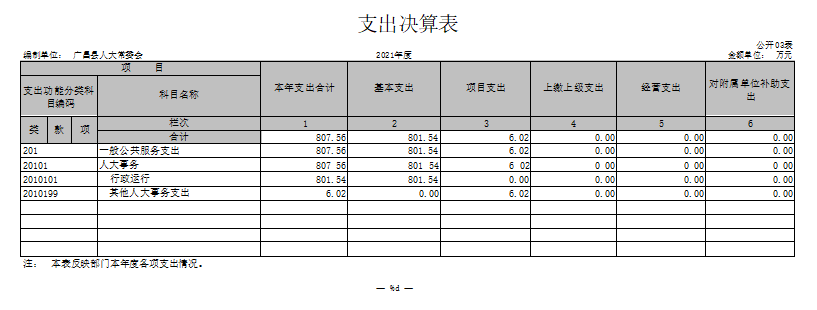 支出决算表
公开03表
编制单位： 广昌县人大常委会 2021年度 金额单位： 万元
项 目 本年支出合计 基本支出 项目支出 上缴上级支出 经营支出 对附属单位补助支出
支出功能分类科目编码 科目名称
类 款 项 栏次 1 2 3 4 5 6
合计 807.56 801.54 6.02 0.00 0.00 0.00
201 一般公共服务支出 807.56 801.54 6.02 0.00 0.00 0.00
20101 人大事务 807.56 801.54 6.02 0.00 0.00 0.00
2010101 行政运行 801.54 801.54 0.00 0.00 0.00 0.00
2010199 其他人大事务支出 6.02 0.00 6.02 0.00 0.00 0.00
注： 本表反映部门本年度各项支出情况。
— %d —